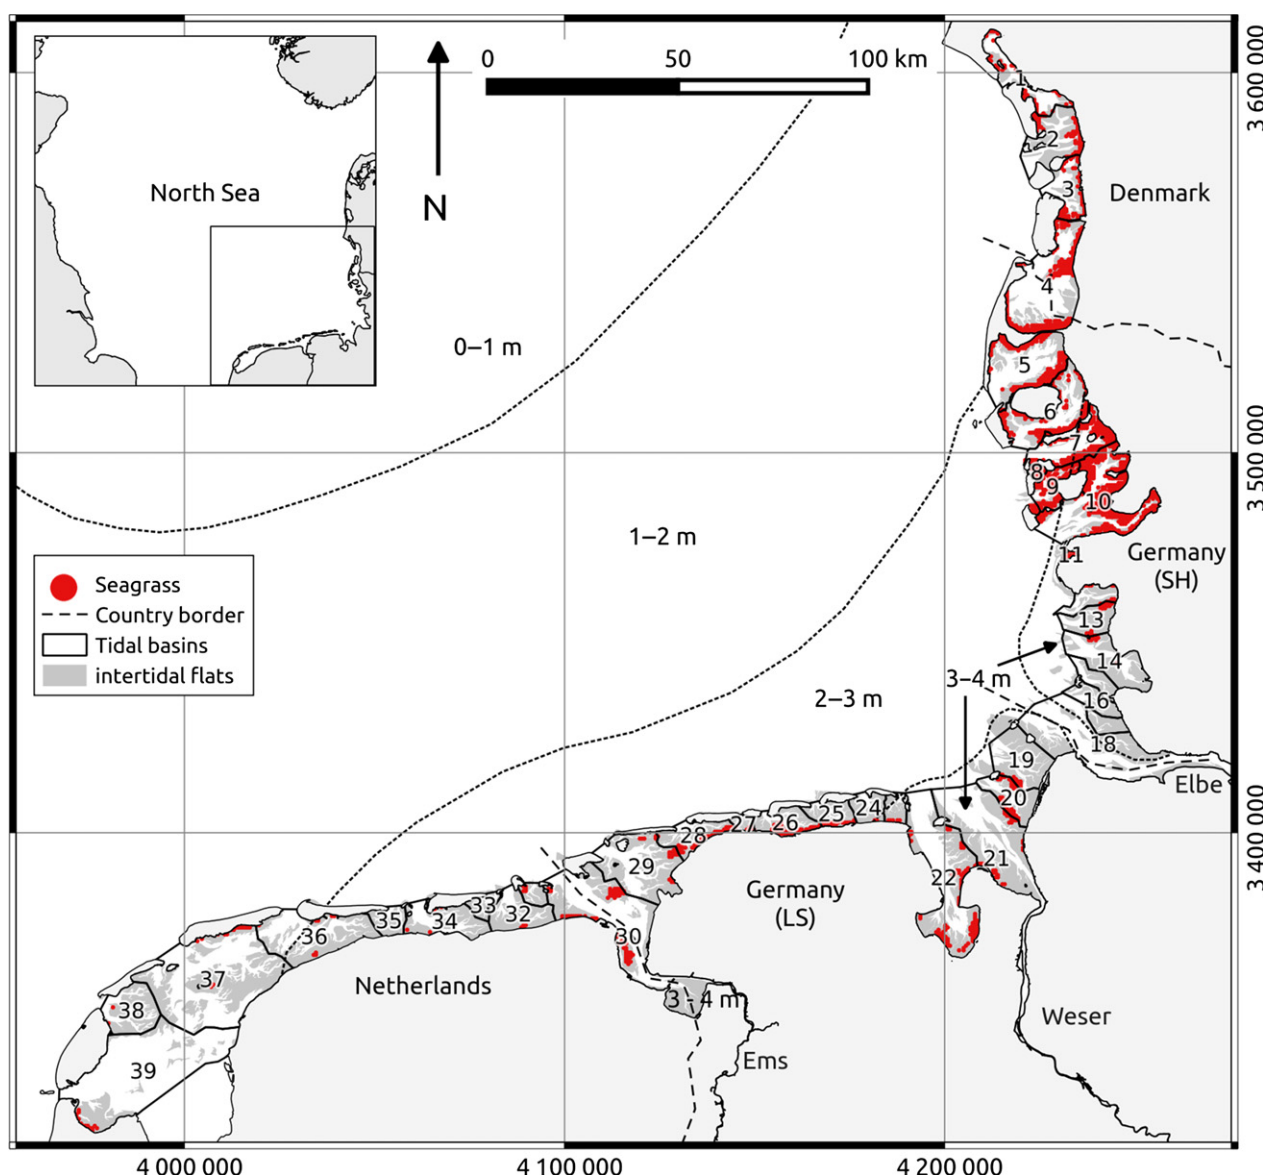 North Sea
N
0
50
100 km
3 600 000
3 500 000
3 400 000
4 000 000
4 100 000
4 200 000
Denmark
Germany
(SH)
Elbe
Germany
(LS)
Netherlands
Weser
Ems
0–1 m
1–2 m
2–3 m
3–4 m
3 - 4 m
Seagrass
Country border
Tidal basins
intertidal flats
1
2
3
4
5
6
7
8
9
10
11
13
14
16
18
19
20
21
22
24
25
26
27
28
29
30
32
33
34
35
36
37
38
39